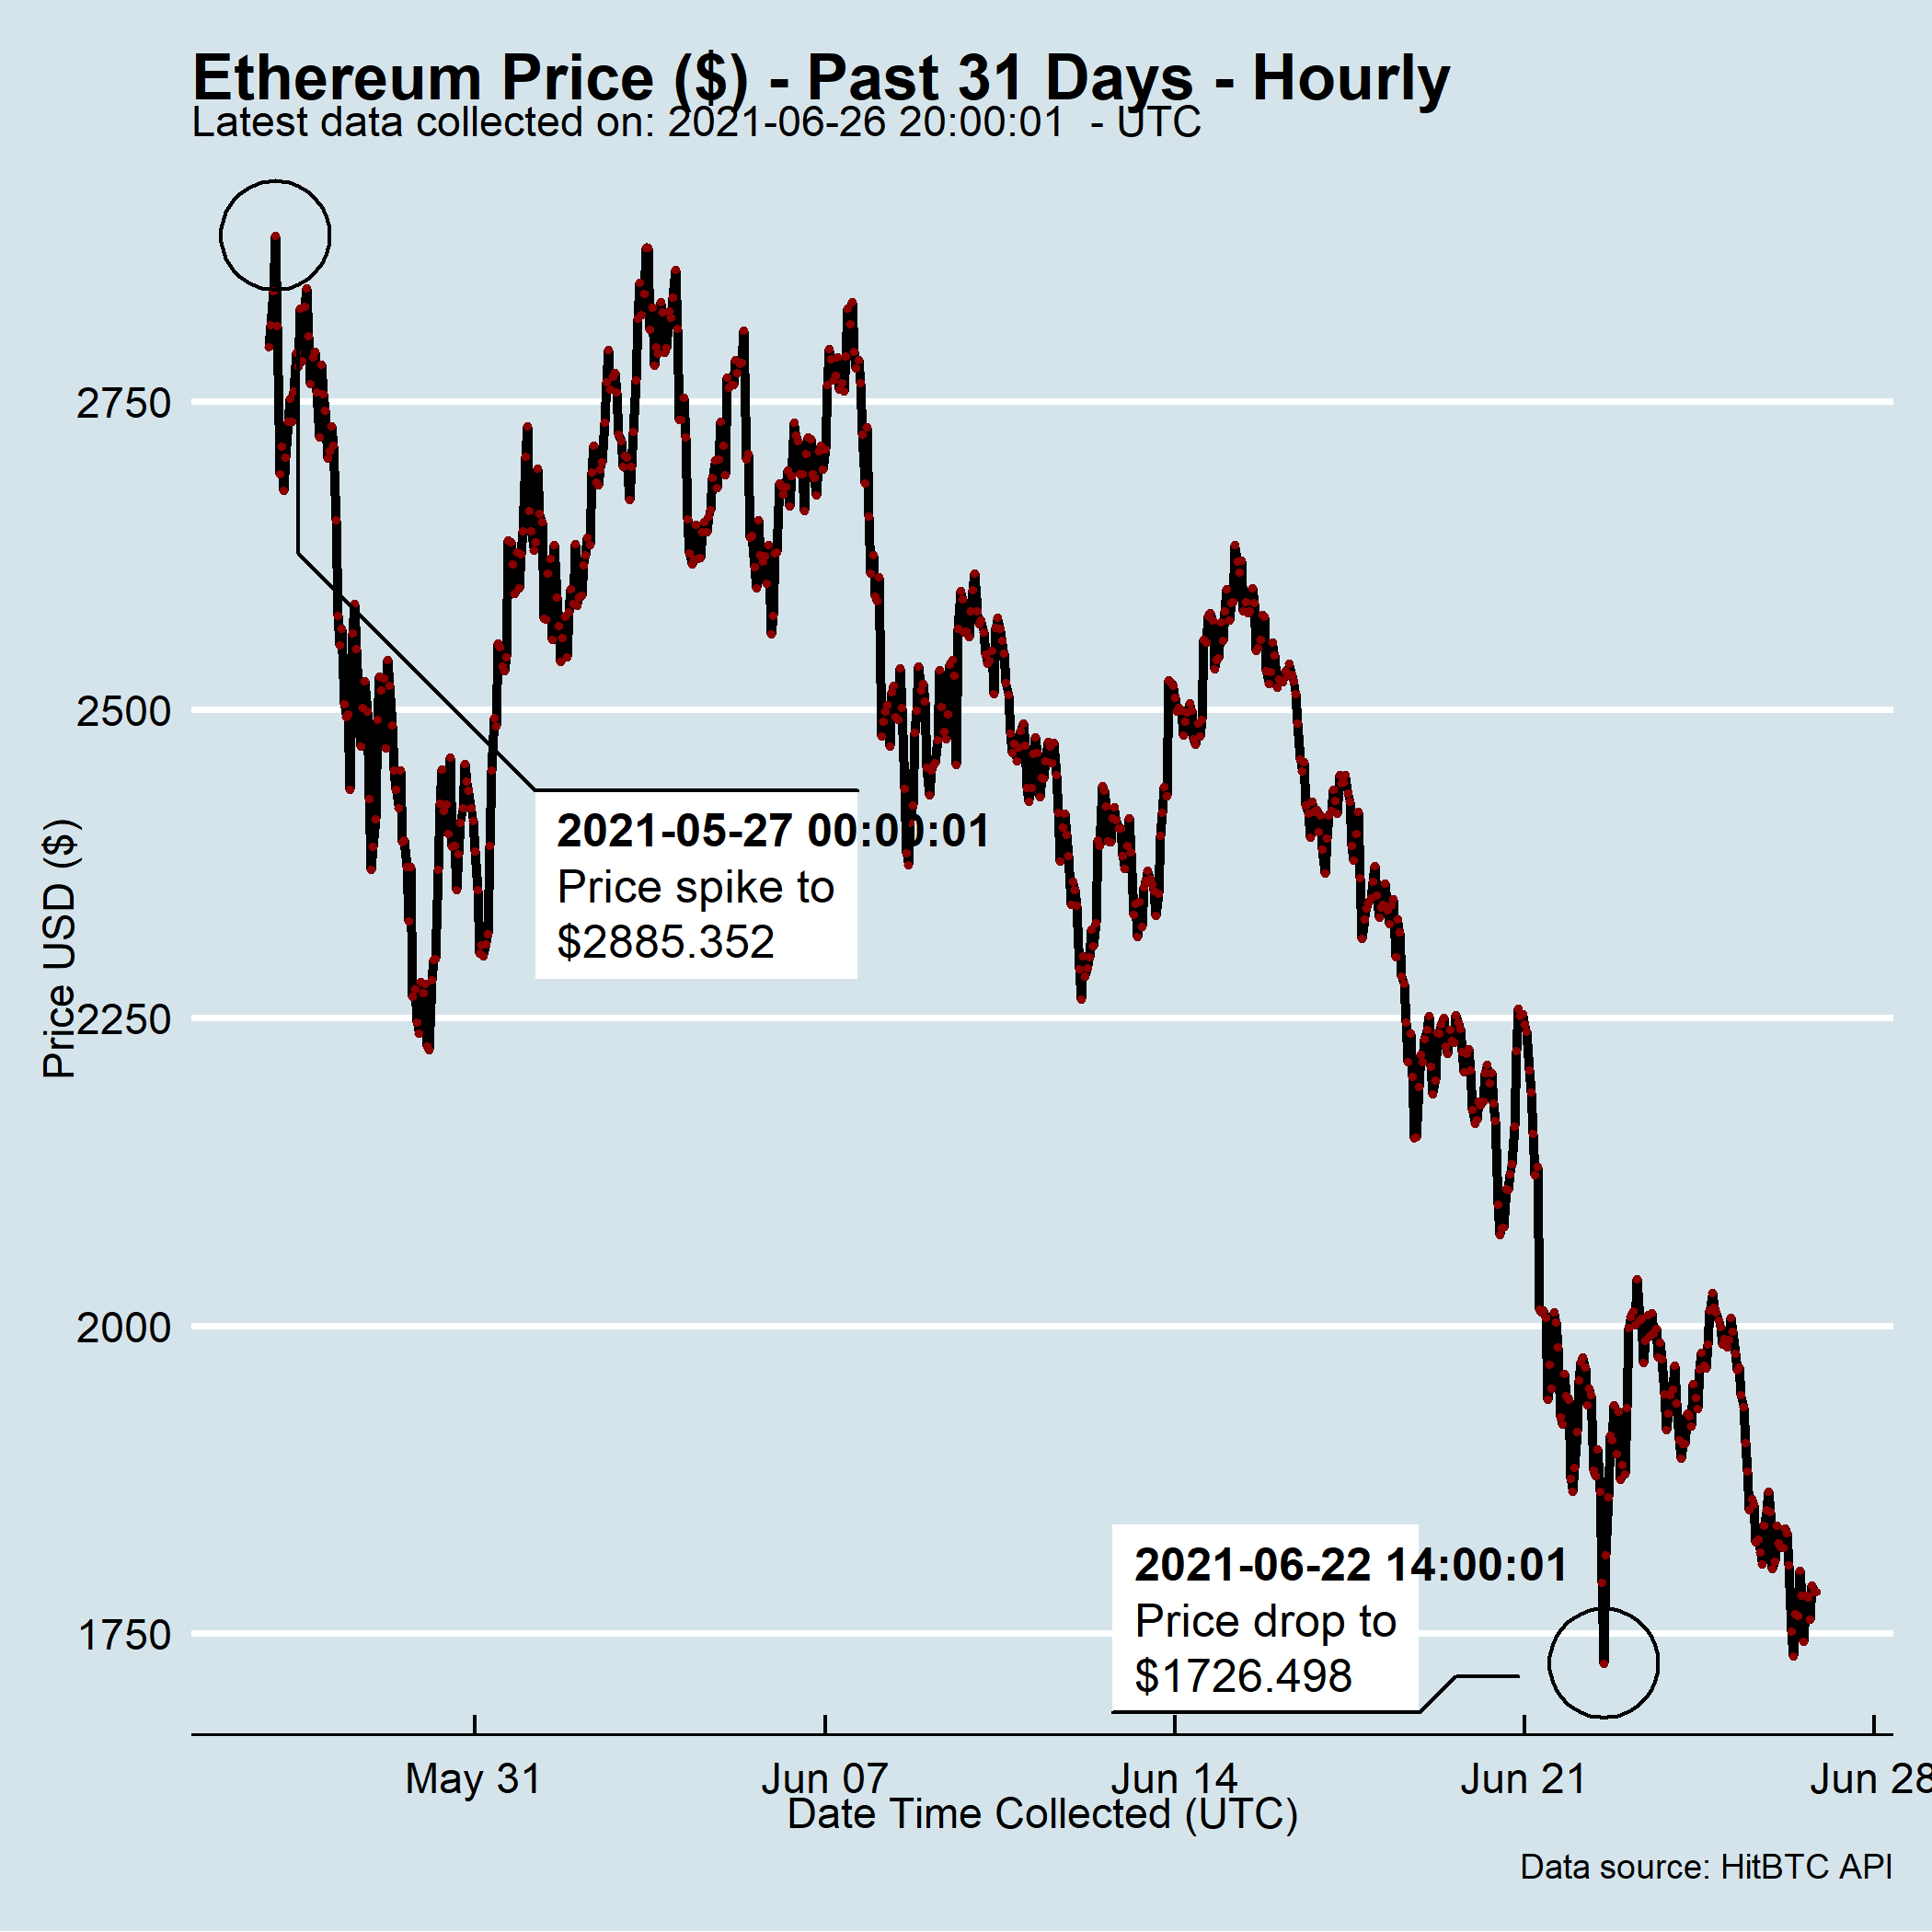 Ethereum Price ($) - Past 31 Days - Hourly
Latest data collected on: 2021-06-26 20:00:01  - UTC
Price USD ($)
2750
2500
2250
2000
1750
2021-05-27 00:00:01
Price spike to
$2885.352
2021-06-22 14:00:01
Price drop to
$1726.498
May 31
Jun 07
Jun 14
Jun 21
Jun 28
Date Time Collected (UTC)
Data source: HitBTC API